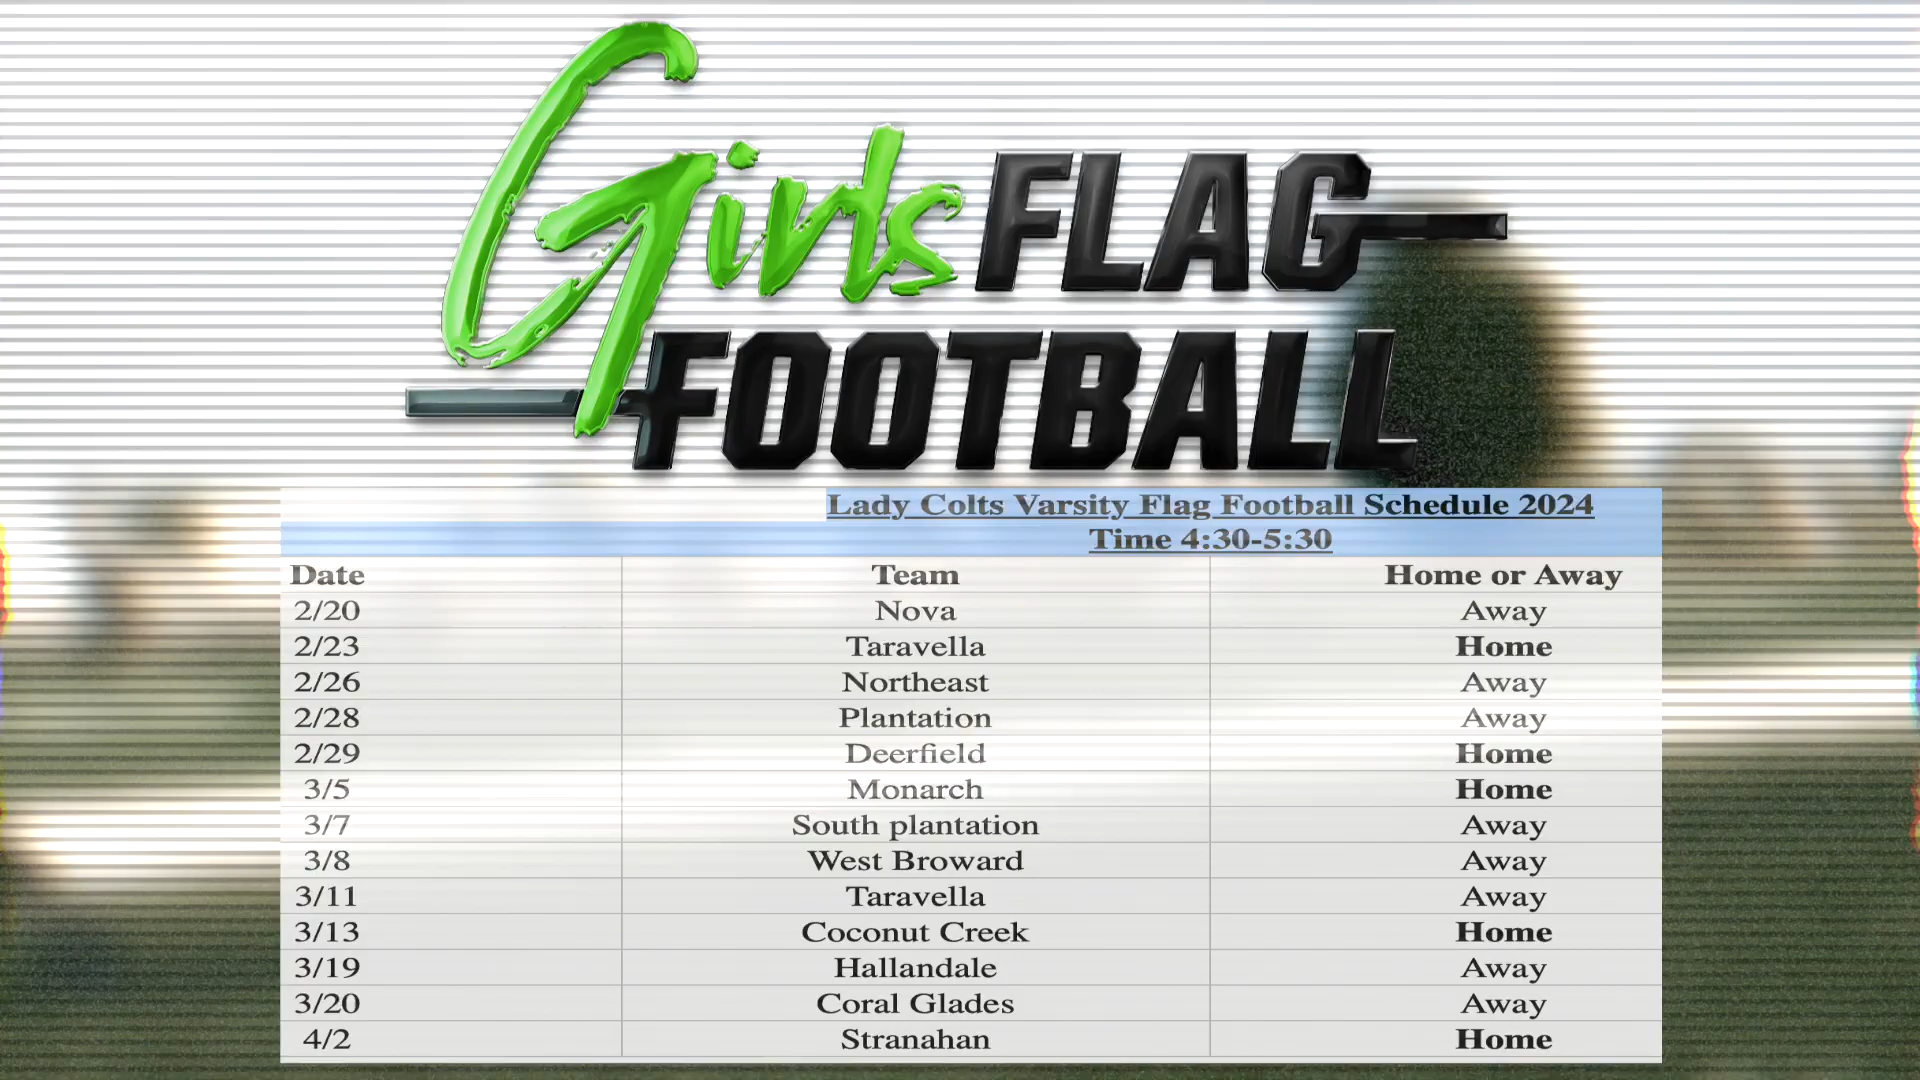 Girls FLAG
FOOTBALL
Lady Colts Varsity Flag Football Schedule 2024
Time 4:30-5:30
Date Team Home or Away
2/20 Nova Away
2/23 Taravella Home
2/26 Northeast Away
2/28 Plantation Away
2/29 Deerfield Home
3/5 Monarch Home
3/7 South plantation Away
3/8 West Broward Away
3/11 Taravella Away
3/13 Coconut Creek Home
3/19 Hallandale Away
3/20 Coral Glades Away
4/2 Stranahan Home